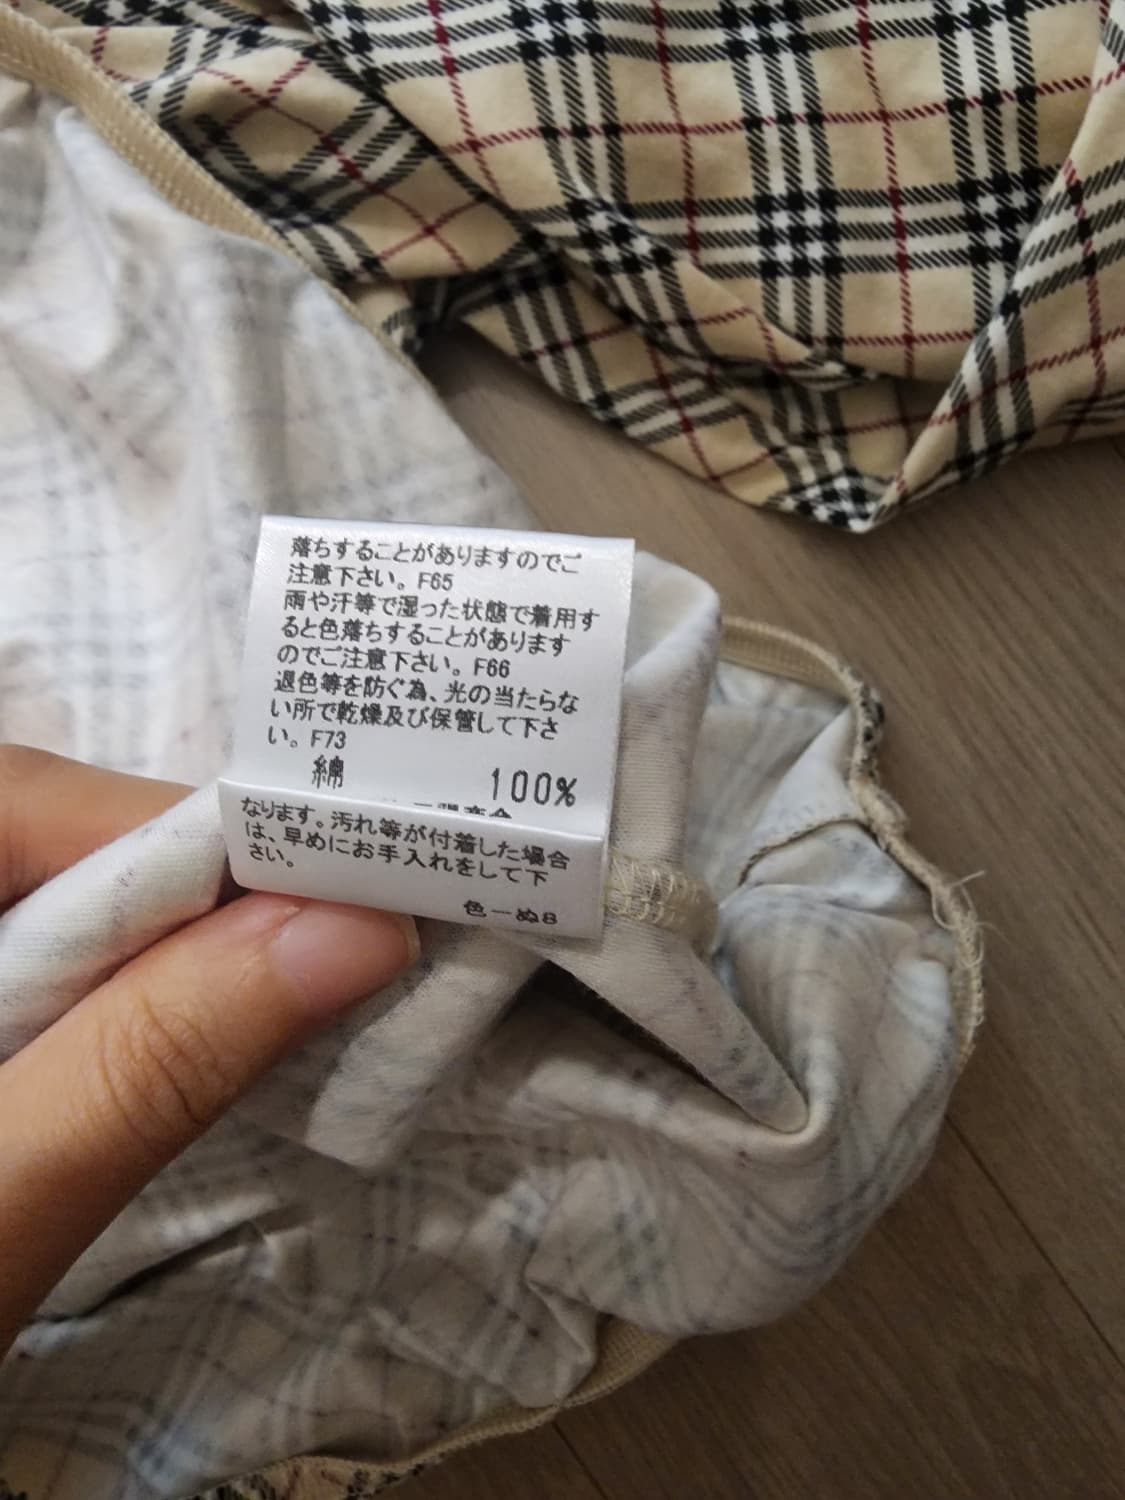 落ちすることがありますのでご
注意下さい。F65
雨や汗等で湿った状態で着用す
ると色落ちすることがあります
のでご注意下さい。F66
退色等を防ぐ為、光の当たらな
い所で乾燥及び保管して下さ
い。F73
綿 100%
なります。汚れ等が付着した場合
は、早めにお手入れをして下
さい。
色ーぬ8